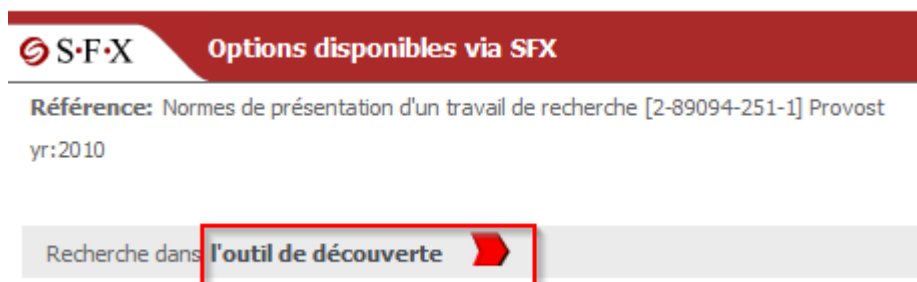 S·F·X Options disponibles via SFX
Référence: Normes de présentation d'un travail de recherche [2-89094-251-1] Provost
yr:2010
Recherche dans l'outil de découverte